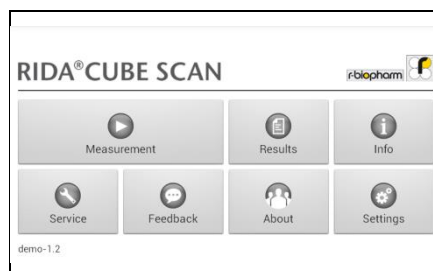 RIDA®CUBE SCAN
r-biopharm
Measurement
Results
Info
Service
Feedback
About
Settings
demo-1.2